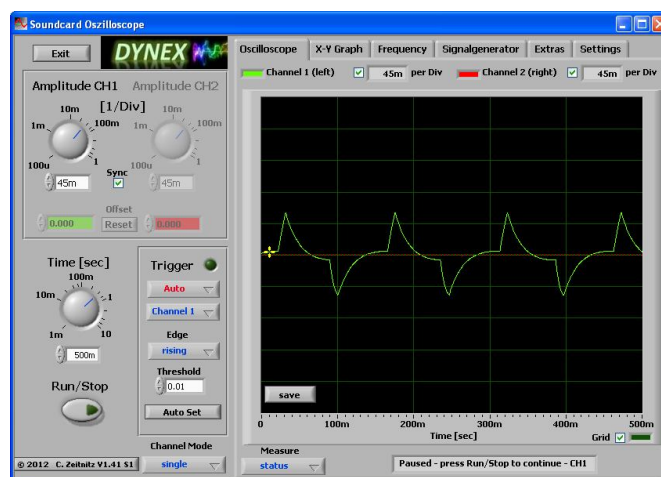 Soundcard Oszilloscope
Exit
DYNEX
Amplitude CH1 Amplitude CH2
[1/Div]
10m 10m
1m 100m 1m 100m
100u 1 100u 1
Sync
45m 45m
Offset
0.000 Reset 0.000
Time [sec]
100m
10m 1
1m 10
500m
Run/Stop
Trigger
Auto
Channel 1
Edge
rising
Threshold
0.01
Auto Set
Channel Mode
single
© 2012 C. Zeitnitz V1.41 S1
Oscilloscope X-Y Graph Frequency Signalgenerator Extras Settings
Channel 1 (left) 45m per Div Channel 2 (right) 45m per Div
save
0 100m 200m 300m 400m 500m
Time [sec]
Grid
Measure
status
Paused - press Run/Stop to continue - CH1